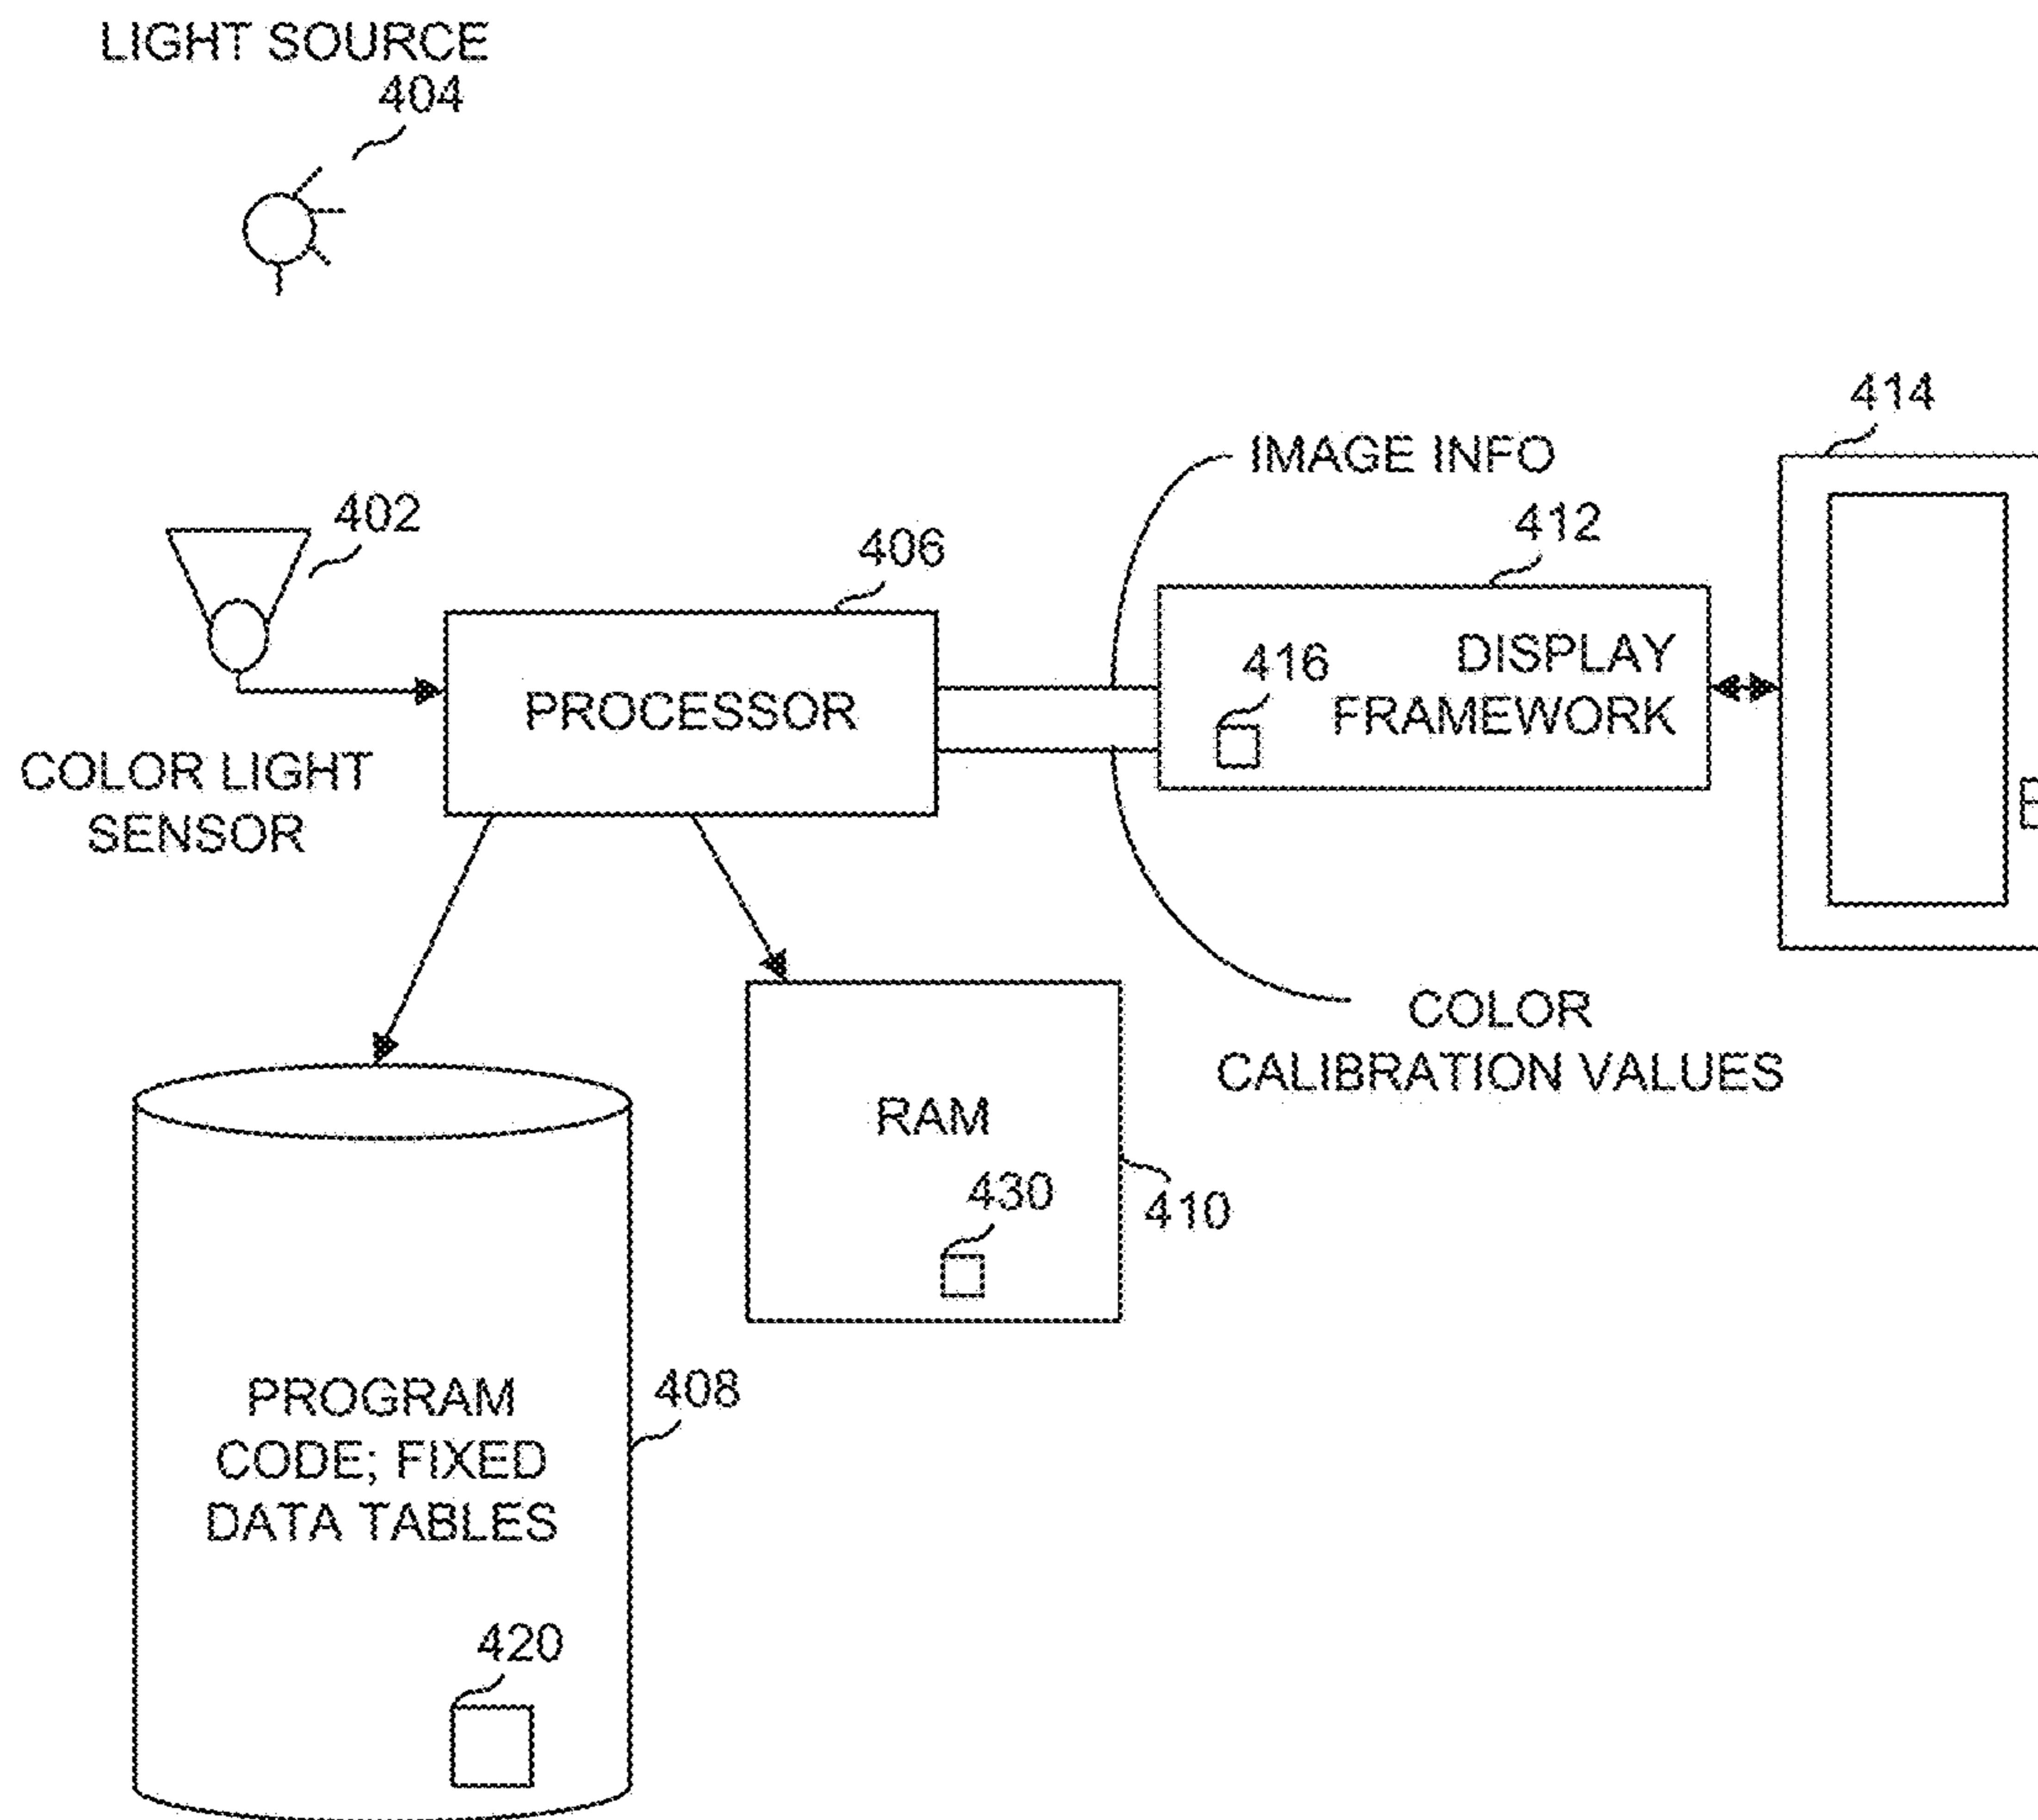 LIGHT SOURCE
404
414
IMAGE INFO
402
412
406
416
DISPLAY
FRAMEWORK
PROCESSOR
COLOR LIGHT
SENSOR
COLOR
CALIBRATION VALUES
RAM
430
410
PROGRAM
CODE; FIXED
DATA TABLES
408
420